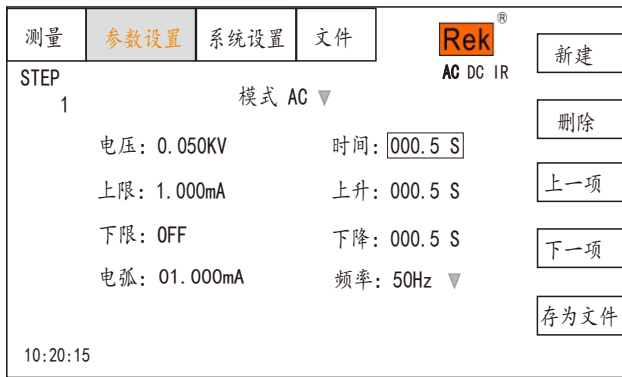 测量 参数设置 系统设置 文件
Rek®
AC DC IR
STEP
1
模式 AC ▼
电压: 0.050KV 时间: 000.5 S
上限: 1.000mA 上升: 000.5 S
下限: OFF 下降: 000.5 S
电弧: 01.000mA 频率: 50Hz ▼
10:20:15
新建
删除
上一项
下一项
存为文件